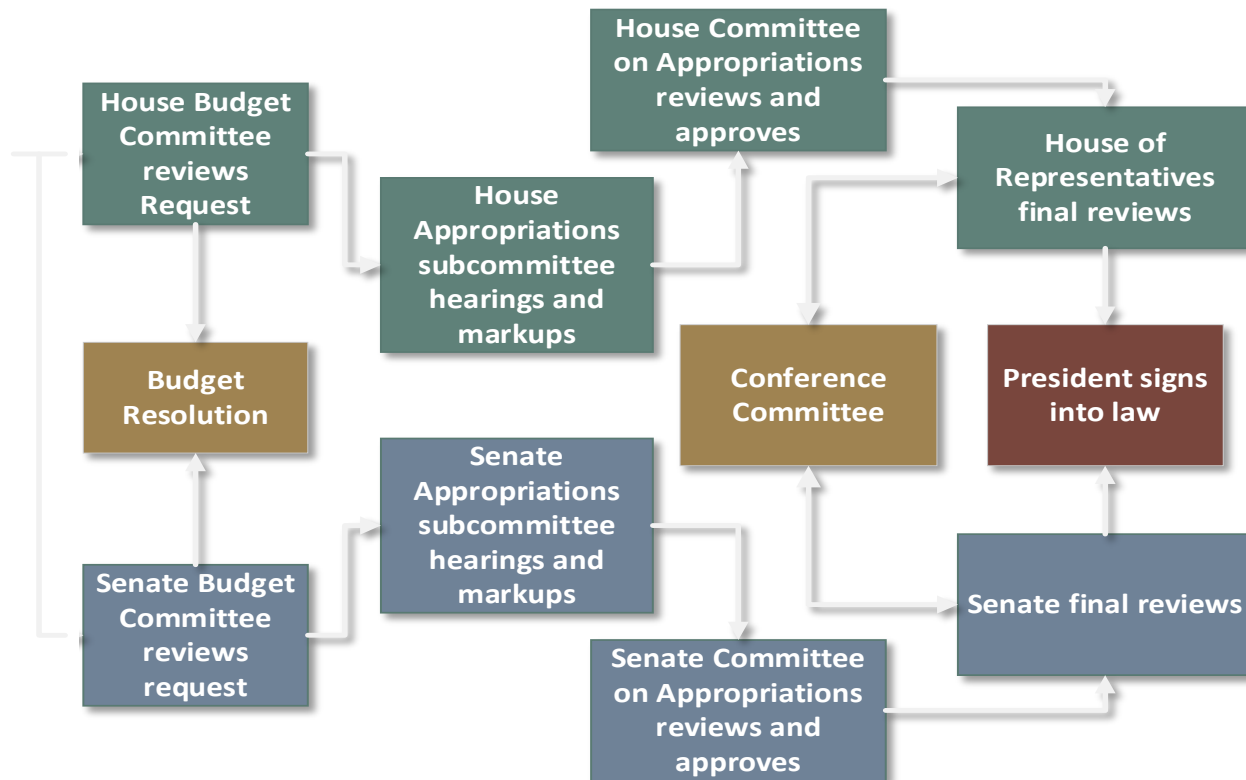 House Budget
Committee
reviews
Request
House Committee
on Appropriations
reviews and
approves
House of
Representatives
final reviews
House
Appropriations
subcommittee
hearings and
markups
Budget
Resolution
Conference
Committee
President signs
into law
Senate
Appropriations
subcommittee
hearings and
markups
Senate Budget
Committee
reviews
request
Senate final reviews
Senate Committee
on Appropriations
reviews and
approves